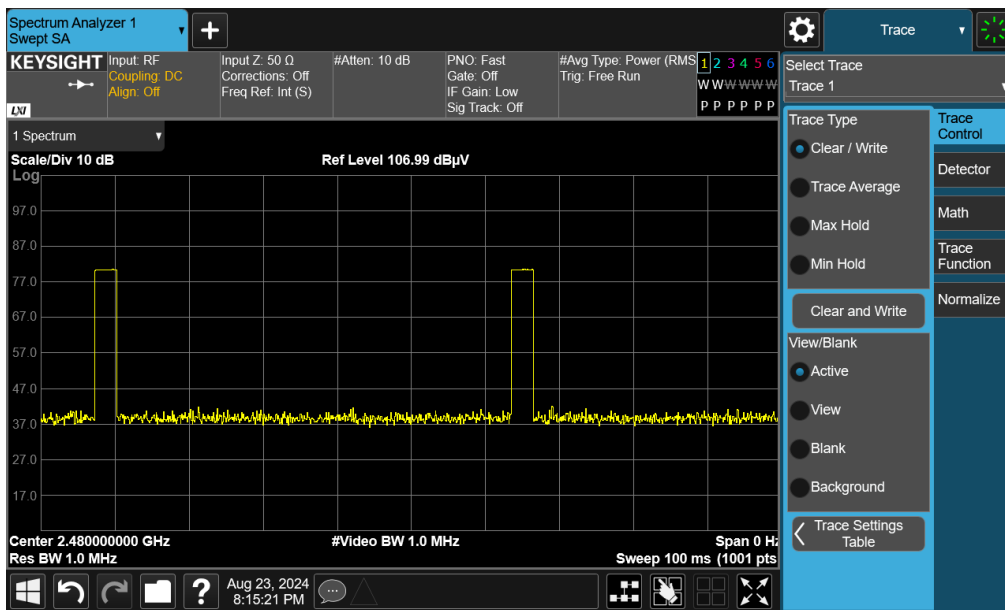 Spectrum Analyzer 1
Swept SA
+
Trace
KEYSIGHT
Input: RF
Coupling: DC
Align: Off
Input Z: 50 Ω
Corrections: Off
Freq Ref: Int (S)
#Atten: 10 dB
PNO: Fast
Gate: Off
IF Gain: Low
Sig Track: Off
#Avg Type: Power (RMS
Trig: Free Run
1 2 3 4 5 6
W W W W W W
P P P P P P
LXI
Select Trace
Trace 1
1 Spectrum
Scale/Div 10 dB
Ref Level 106.99 dBµV
Log
97.0
87.0
77.0
67.0
57.0
47.0
37.0
27.0
17.0
Center 2.480000000 GHz
#Video BW 1.0 MHz
Span 0 Hz
Res BW 1.0 MHz
Sweep 100 ms (1001 pts
Trace Type
Clear / Write
Trace Average
Max Hold
Min Hold
Clear and Write
View/Blank
Active
View
Blank
Background
Trace Settings
Table
Trace
Control
Detector
Math
Trace
Function
Normalize
?
Aug 23, 2024
8:15:21 PM